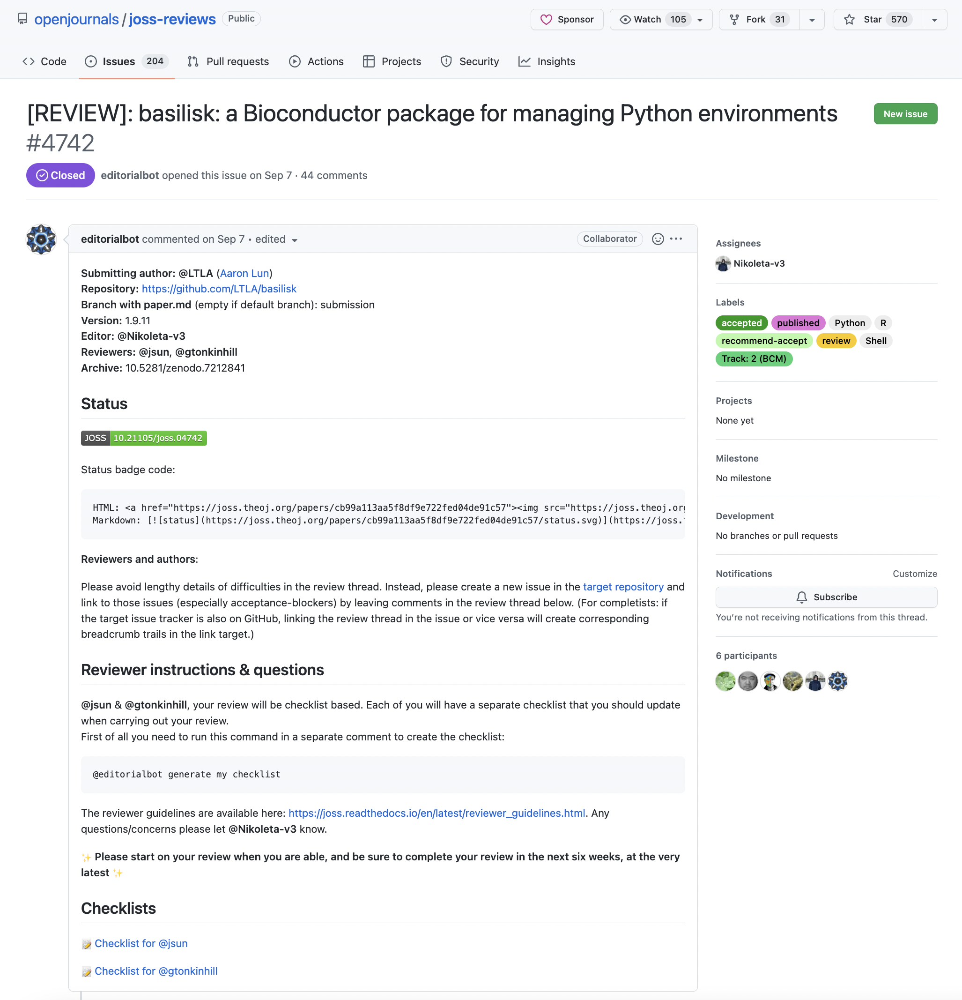 openjournals / joss-reviews Public
Sponsor Watch 105 Fork 31 Star 570
Code Issues 204 Pull requests Actions Projects Security Insights
[REVIEW]: basilisk: a Bioconductor package for managing Python environments
#4742
New issue
Closed editorialbot opened this issue on Sep 7 · 44 comments
editorialbot commented on Sep 7 • edited
Collaborator
Submitting author: @LTLA (Aaron Lun)
Repository: https://github.com/LTLA/basilisk
Branch with paper.md (empty if default branch): submission
Version: 1.9.11
Editor: @Nikoleta-v3
Reviewers: @jsun, @gtonkinhill
Archive: 10.5281/zenodo.7212841
Status
JOSS 10.21105/joss.04742
Status badge code:
HTML: <a href="https://joss.theoj.org/papers/cb99a113aa5f8df9e722fed04de91c57"><img src="https://joss.theoj.org
Markdown: [![status](https://joss.theoj.org/papers/cb99a113aa5f8df9e722fed04de91c57/status.svg)](https://joss.t
Reviewers and authors:
Please avoid lengthy details of difficulties in the review thread. Instead, please create a new issue in the target repository and
link to those issues (especially acceptance-blockers) by leaving comments in the review thread below. (For completists: if
the target issue tracker is also on GitHub, linking the review thread in the issue or vice versa will create corresponding
breadcrumb trails in the link target.)
Reviewer instructions & questions
@jsun & @gtonkinhill, your review will be checklist based. Each of you will have a separate checklist that you should update
when carrying out your review.
First of all you need to run this command in a separate comment to create the checklist:
@editorialbot generate my checklist
The reviewer guidelines are available here: https://joss.readthedocs.io/en/latest/reviewer_guidelines.html. Any
questions/concerns please let @Nikoleta-v3 know.
✨ Please start on your review when you are able, and be sure to complete your review in the next six weeks, at the very
latest ✨
Checklists
📝 Checklist for @jsun
📝 Checklist for @gtonkinhill
Assignees
Nikoleta-v3
Labels
accepted published Python R
recommend-accept review Shell
Track: 2 (BCM)
Projects
None yet
Milestone
No milestone
Development
No branches or pull requests
Notifications Customize
Subscribe
You're not receiving notifications from this thread.
6 participants